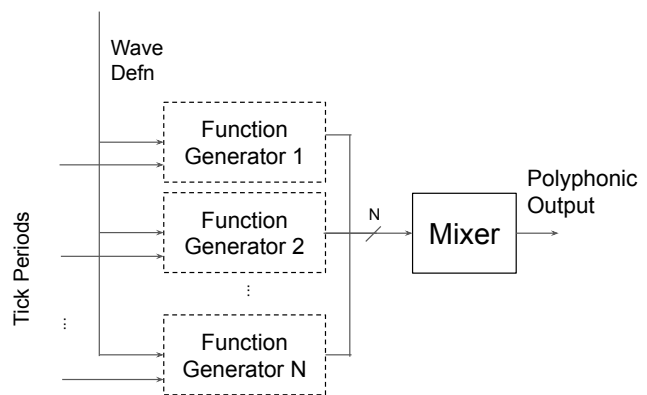 Wave
Defn
Function
Generator 1
Function
Generator 2
...
Function
Generator N
Tick Periods
...
N
Mixer
Polyphonic
Output